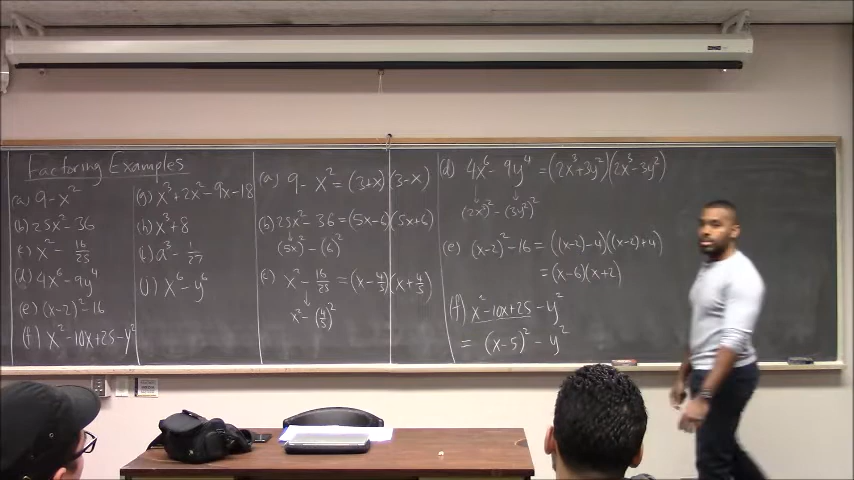 Factoring Examples
(a) 9 - x²
(b) 25x² - 36
(c) x² - 16/25
(d) 4x⁶ - 9y⁴
(e) (x-2)² - 16
(f) x² - 10x + 25 - y²
(g) x³ + 2x² - 9x - 18
(h) x³ + 8
a³ - 1/27
(j) x⁶ - y⁶
(a) 9 - x² = (3+x)(3-x)
(b) 25x² - 36 = (5x-6)(5x+6)
(5x)² - (6)²
(c) x² - 16/25 = (x - 4/5)(x + 4/5)
x² - (4/5)²
(d) 4x⁶ - 9y⁴ = (2x³+3y²)(2x³-3y²)
(2x³)² - (3y²)²
(e) (x-2)² - 16 = ((x-2)-4)((x-2)+4)
= (x-6)(x+2)
(f) x² - 10x + 25 - y²
= (x-5)² - y²